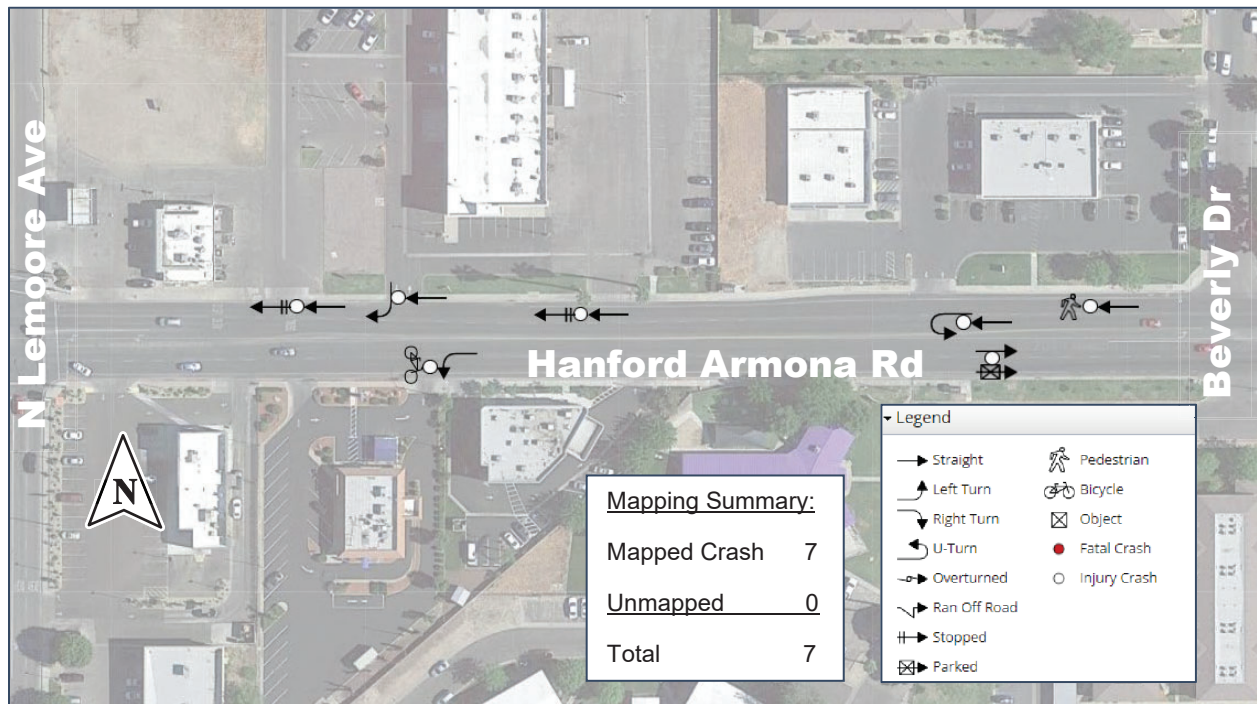 N Lemoore Ave
Beverly Dr
Hanford Armona Rd
N
Mapping Summary:
Mapped Crash 7
Unmapped 0
Total 7
Legend
Straight
Left Turn
Right Turn
U-Turn
Overturned
Ran Off Road
Stopped
Parked
Pedestrian
Bicycle
Object
Fatal Crash
Injury Crash